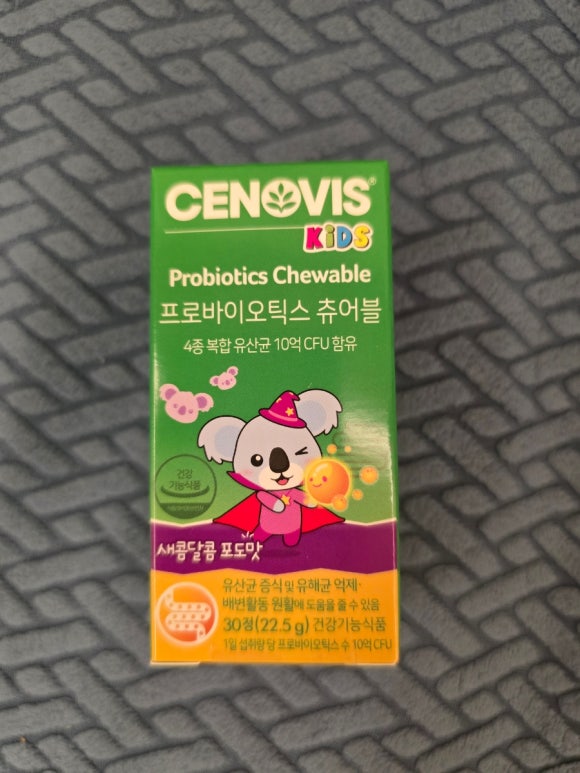 CENOVIS®
KiDS
Probiotics Chewable
프로바이오틱스 츄어블
4종 복합 유산균 10억 CFU 함유
건강
기능식품
새콤달콤 포도맛
유산균 증식 및 유해균 억제·
배변활동 원활에 도움을 줄 수 있음
30정(22.5 g) 건강기능식품
1일 섭취량 당 프로바이오틱스 수 10억 CFU